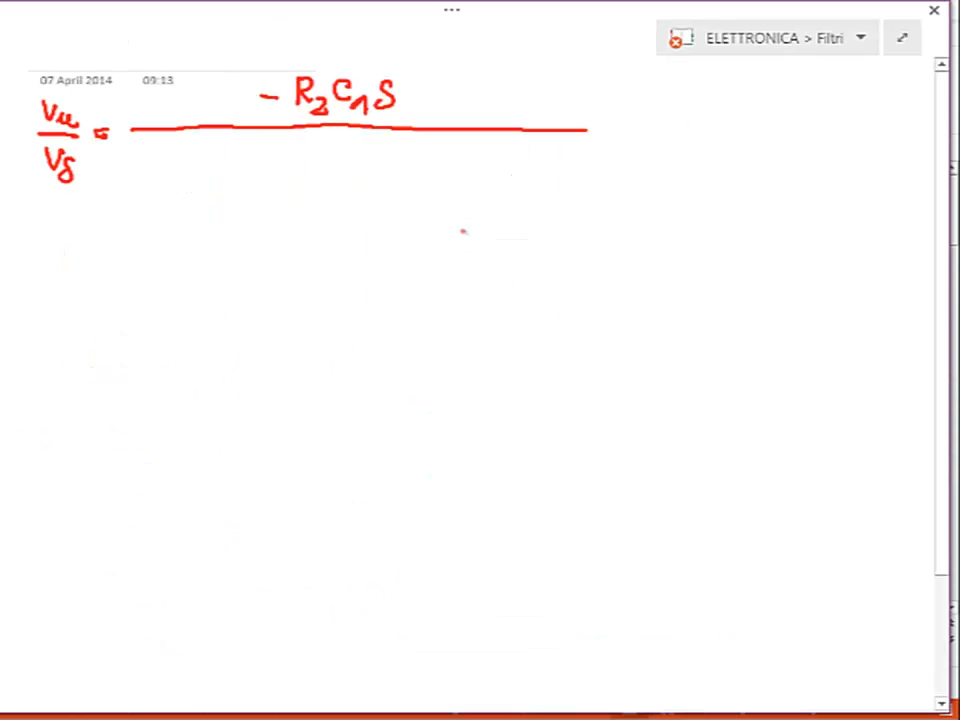 ELETTRONICA > Filtri
07 April 2014 09:13
Vu
Vs
=
- R2C1S